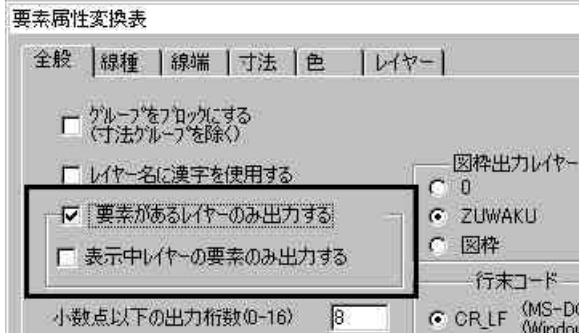 要素属性変換表
全般 線種 線端 寸法 色 レイヤー
グループをブロックにする
(寸法グループを除く)
レイヤー名に漢字を使用する
要素があるレイヤーのみ出力する
表示中レイヤーの要素のみ出力する
小数点以下の出力桁数(0-16) 8
図枠出力レイヤー
0
ZUWAKU
図枠
行末コード
CR,LF (MS-Do
(Window